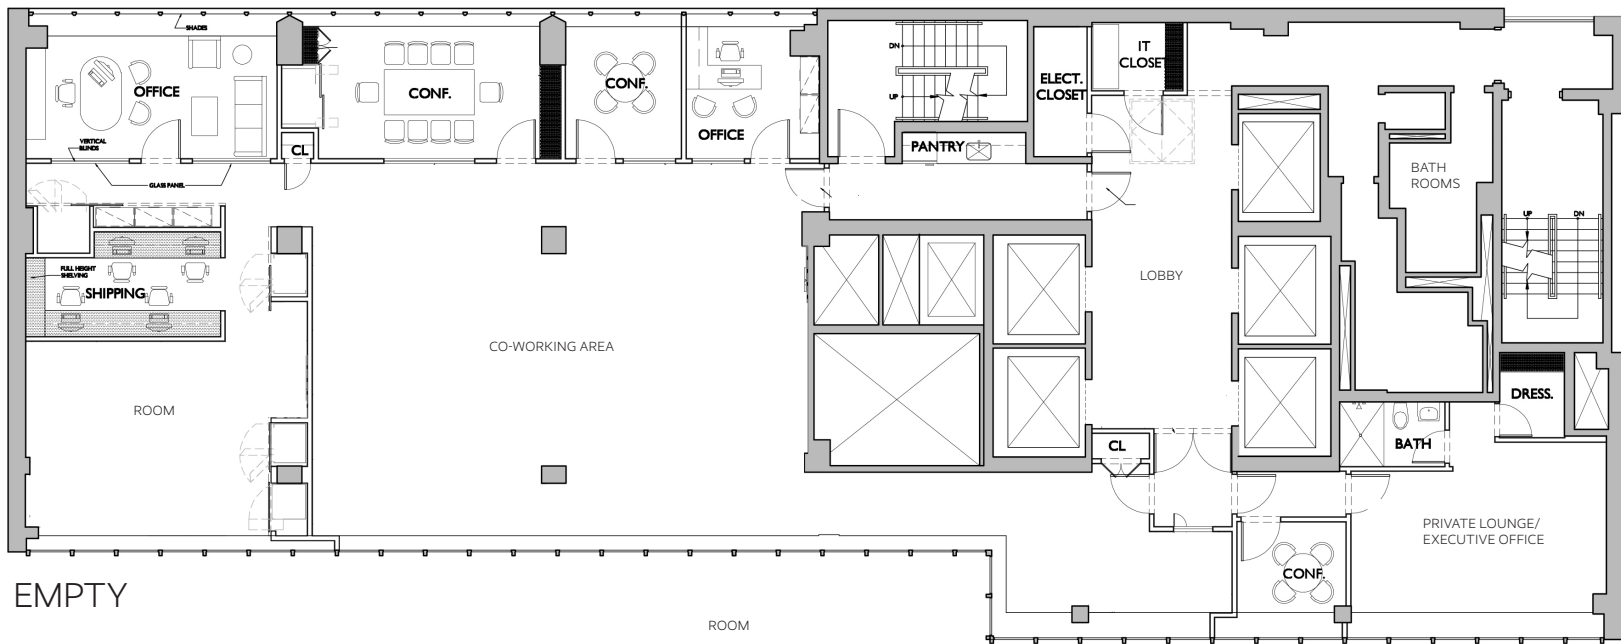 SHADES
OFFICE
VERTICAL
BLINDS
GLASS PANEL
CL
CONF.
CONF.
OFFICE
DN
UP
PANTRY
ELECT.
CLOSET
IT
CLOSET
BATH
ROOMS
UP
DN
FULL HEIGHT
SHELVING
SHIPPING
LOBBY
CO-WORKING AREA
ROOM
DRESS.
CL
BATH
PRIVATE LOUNGE/
EXECUTIVE OFFICE
CONF.
EMPTY
ROOM